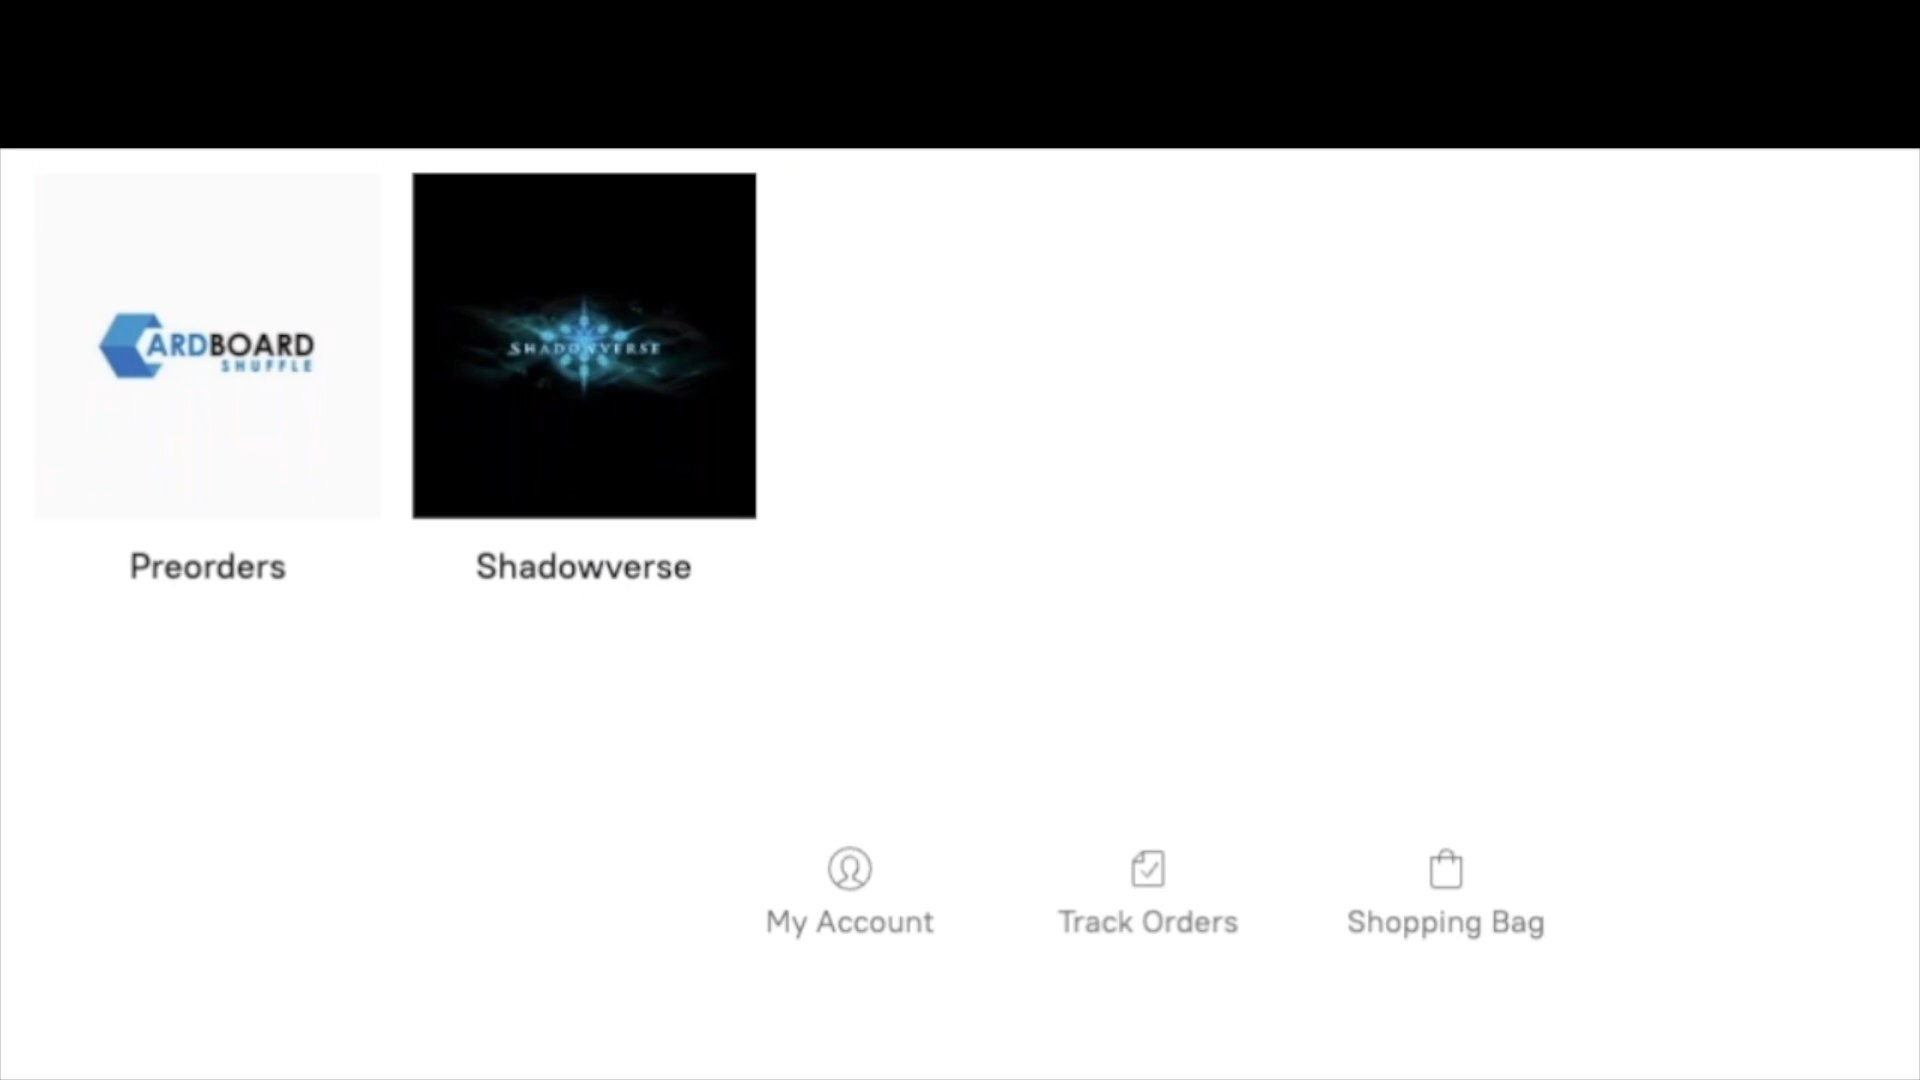 ARDBOARD
SHUFFLE
SHADOWVERSE
Preorders
Shadowverse
My Account
Track Orders
Shopping Bag